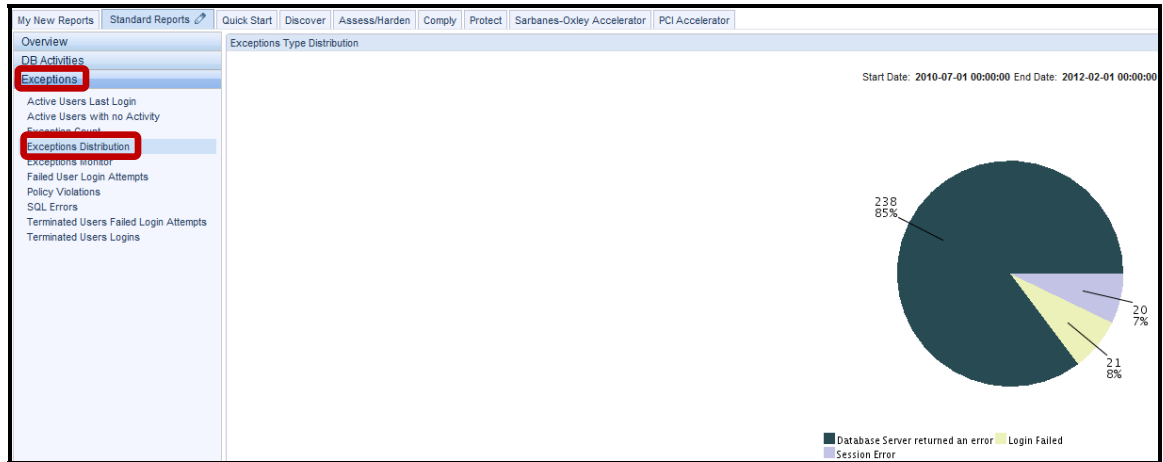 My New Reports Standard Reports Quick Start Discover Assess/Harden Comply Protect Sarbanes-Oxley Accelerator PCI Accelerator
Overview
DB Activities
Exceptions
Active Users Last Login
Active Users with no Activity
Exception Count
Exceptions Distribution
Exceptions Monitor
Failed User Login Attempts
Policy Violations
SQL Errors
Terminated Users Failed Login Attempts
Terminated Users Logins
Exceptions Type Distribution
Start Date: 2010-07-01 00:00:00 End Date: 2012-02-01 00:00:00
238
85%
20
7%
21
8%
Database Server returned an error Login Failed
Session Error